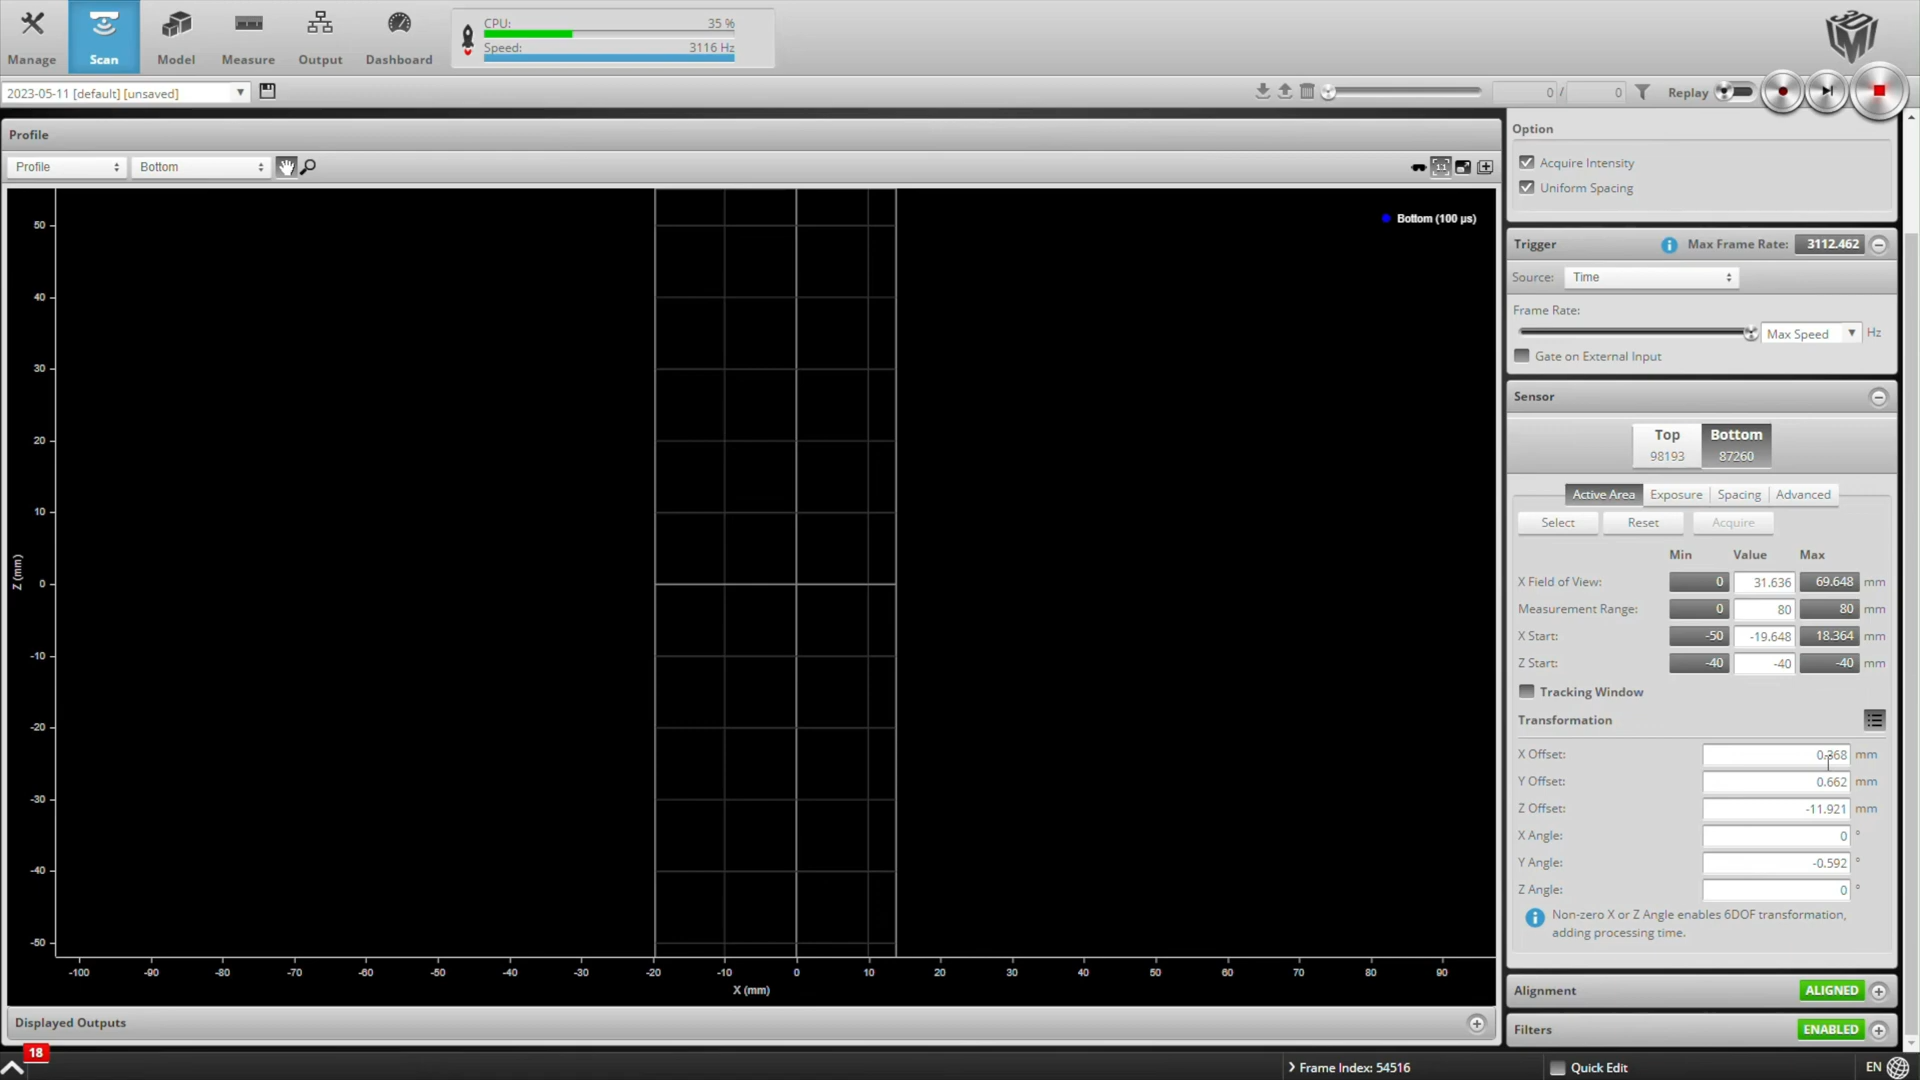 Manage
Scan
Model
Measure
Output
Dashboard
CPU: 35 %
Speed: 3116 Hz
2023-05-11 [default] [unsaved]
0 / 0
Replay
Profile
Profile
Bottom
Bottom (100 µs)
50
40
30
20
10
0
-10
-20
-30
-40
-50
Z (mm)
-100 -90 -80 -70 -60 -50 -40 -30 -20 -10 0 10 20 30 40 50 60 70 80 90
X (mm)
Displayed Outputs
Option
Acquire Intensity
Uniform Spacing
Trigger Max Frame Rate: 3112.462
Source: Time
Frame Rate:
Max Speed Hz
Gate on External Input
Sensor
Top Bottom
98193 87260
Active Area Exposure Spacing Advanced
Select Reset Acquire
Min Value Max
X Field of View: 0 31.636 69.648 mm
Measurement Range: 0 80 80 mm
X Start: -50 -19.648 18.364 mm
Z Start: -40 -40 -40 mm
Tracking Window
Transformation
X Offset: 0.368 mm
Y Offset: 0.662 mm
Z Offset: -11.921 mm
X Angle: 0 °
Y Angle: -0.592 °
Z Angle: 0 °
Non-zero X or Z Angle enables 6DOF transformation,
adding processing time.
Alignment ALIGNED
Filters ENABLED
18
Frame Index: 54516
Quick Edit
EN